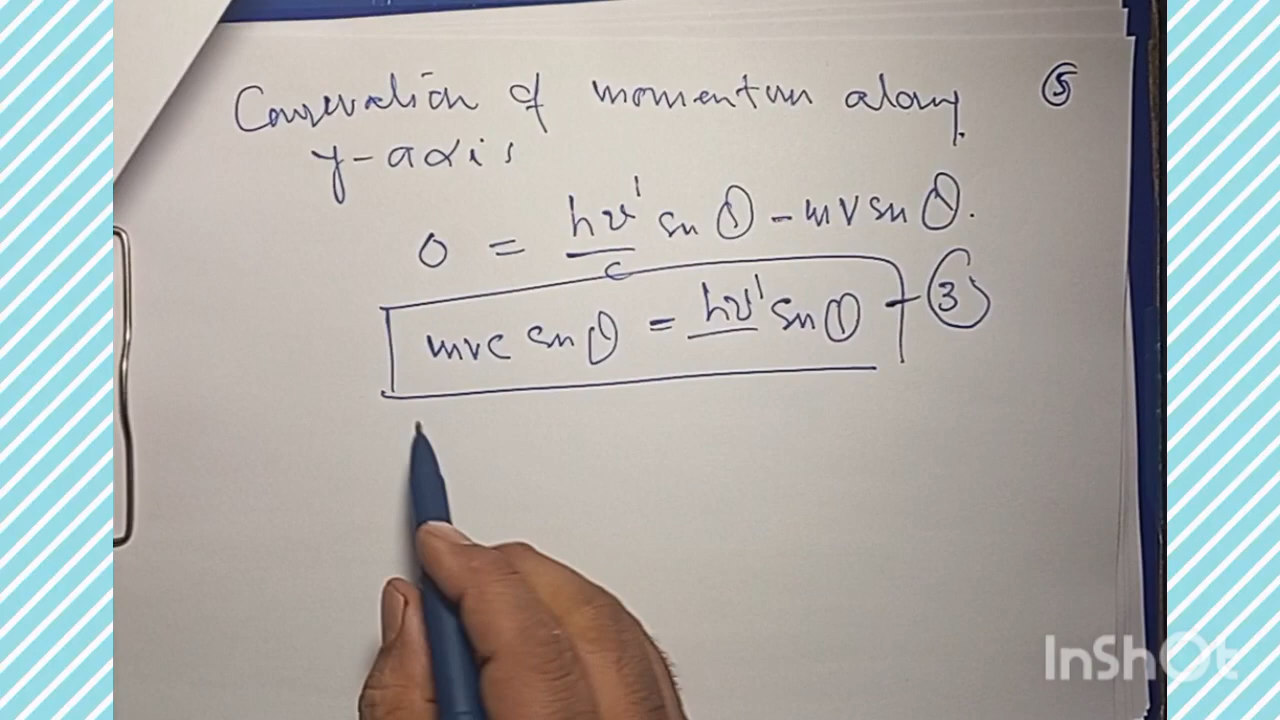 Conservation of momentum along ⑤
y-axis
0 = hν'/c sin θ - mv sin θ.
mvc sin θ = hν' sin θ - ③
InShOt